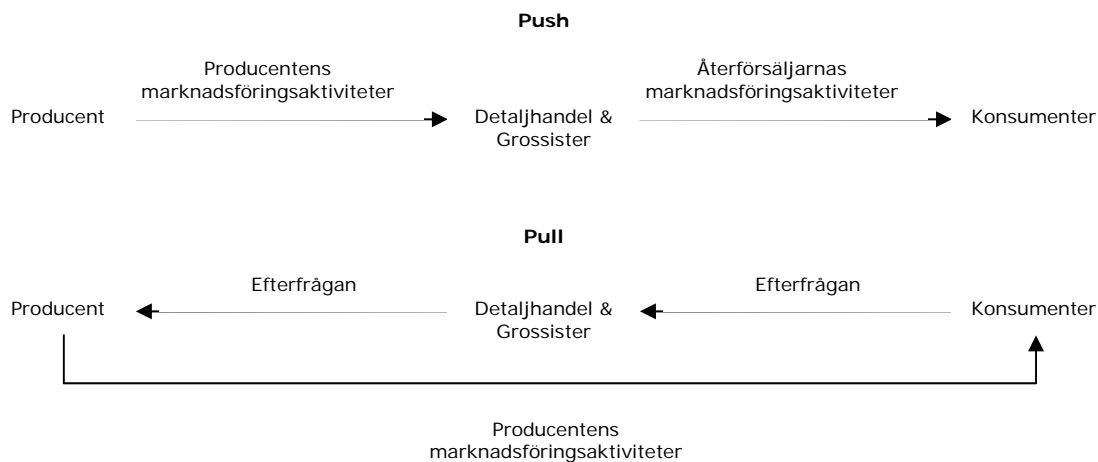 Push
Producentens
marknadsföringsaktiviteter
Återförsäljarnas
marknadsföringsaktiviteter
Producent
Detaljhandel &
Grossister
Konsumenter
Pull
Efterfrågan
Efterfrågan
Producent
Detaljhandel &
Grossister
Konsumenter
Producentens
marknadsföringsaktiviteter